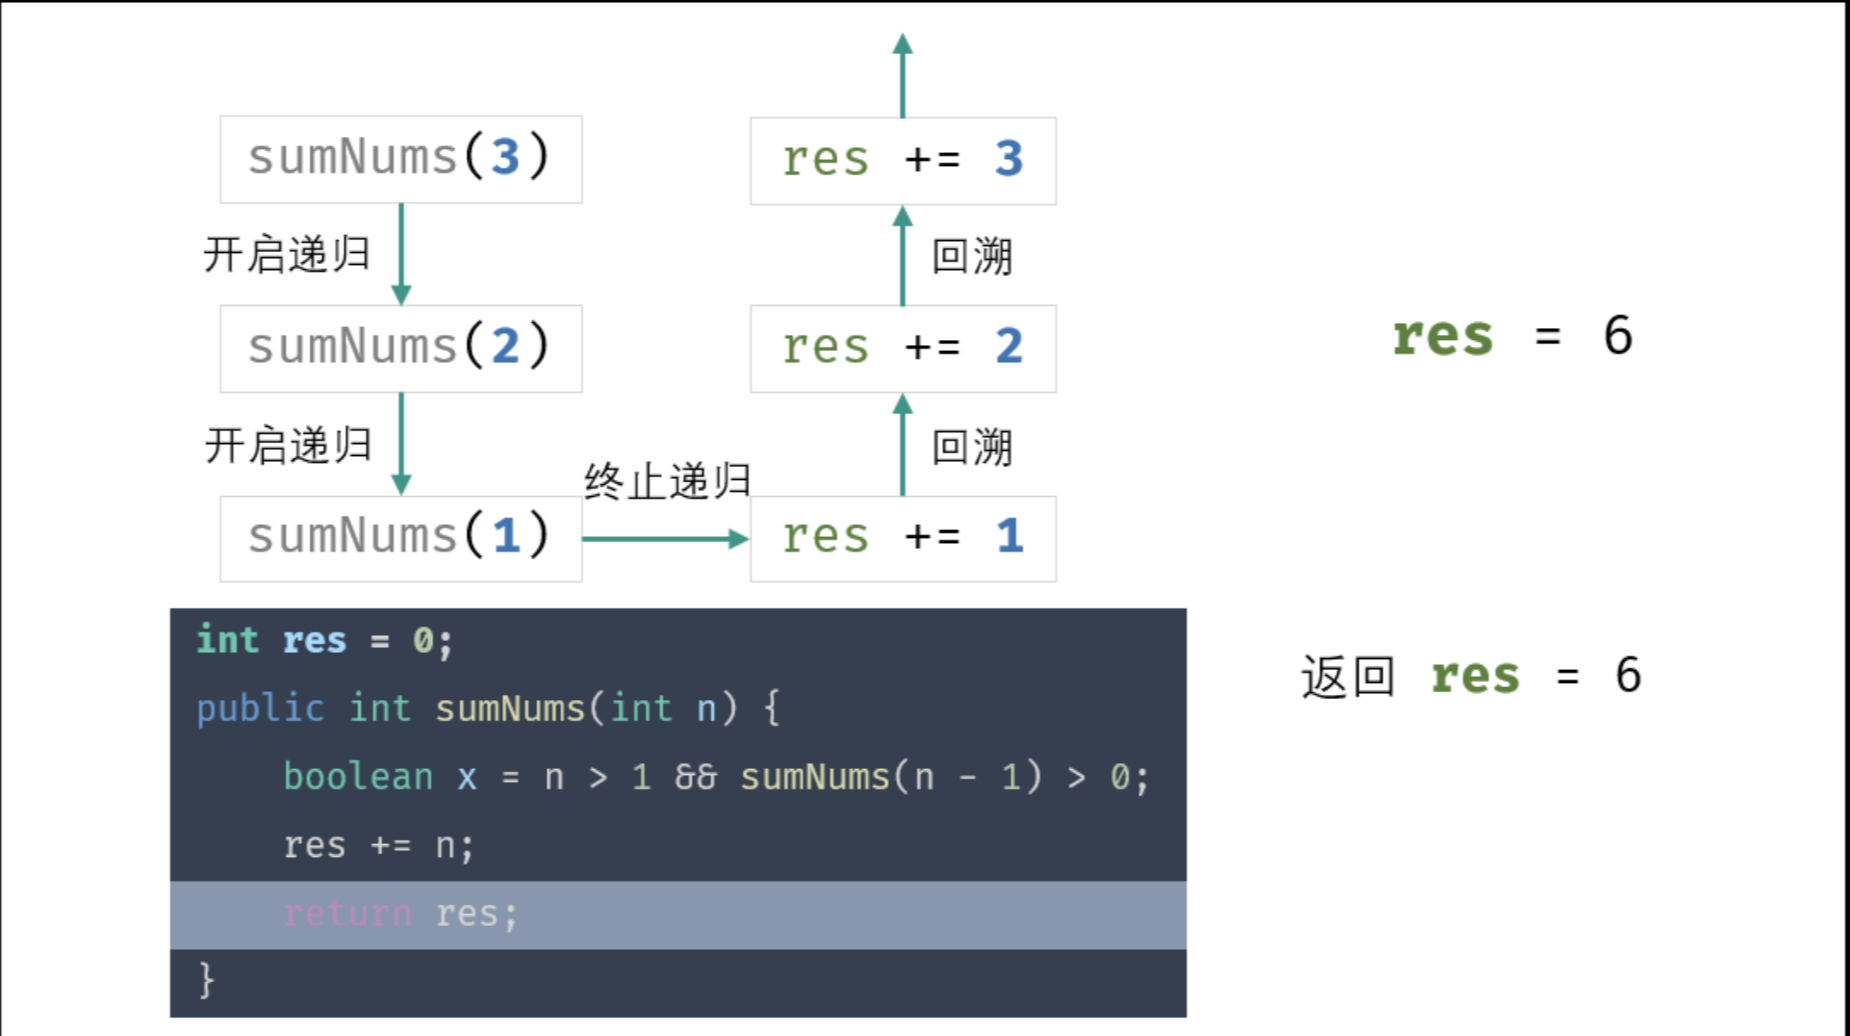 sumNums(3)
res += 3
开启递归
回溯
sumNums(2)
res += 2
res = 6
开启递归
回溯
终止递归
sumNums(1)
res += 1
int res = 0;
public int sumNums(int n) {
    boolean x = n > 1 && sumNums(n - 1) > 0;
    res += n;
    return res;
}
返回 res = 6